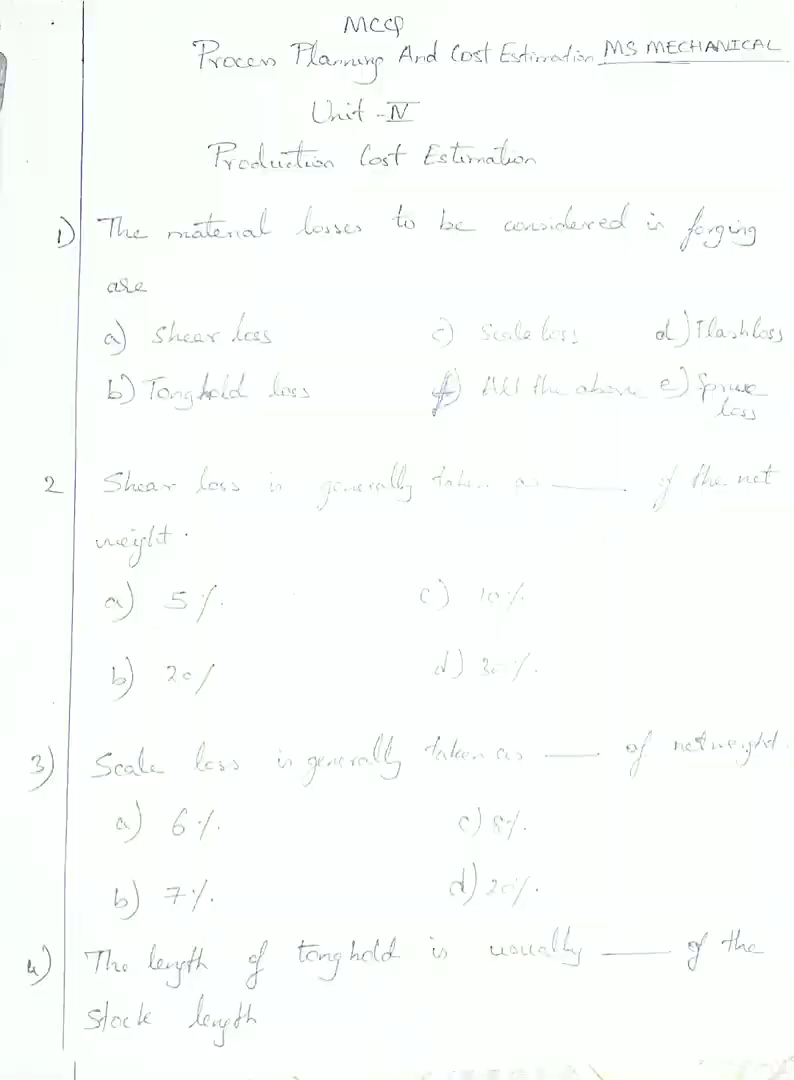 MCQ
Process Planning And Cost Estimation MS MECHANICAL
Unit - IV
Production Cost Estimation
1) The material losses to be considered in forging
are
a) Shear loss c) Scale loss d) Flash loss
b) Tonghold loss f) All the above e) Sprue
loss
2 Shear loss is generally taken as ____ of the net
weight.
a) 5%. c) 10%
b) 20% d) 30%.
3) Scale loss is generally taken as ____ of net weight.
a) 6%. c) 8%.
b) 7%. d) 20%.
4) The length of tonghold is usually ____ of the
Stock length